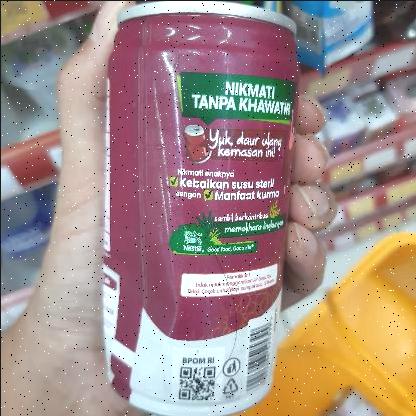 NIKMATI
TANPA KHAWATIR
Yuk, daur ulang
kemasan ini!
Nikmati enaknya
Kebaikan susu steril
dengan Manfaat kurma
sambil berkontribusi
memelihara lingkungan
Nestlé
Good food, Good life
BPOM RI